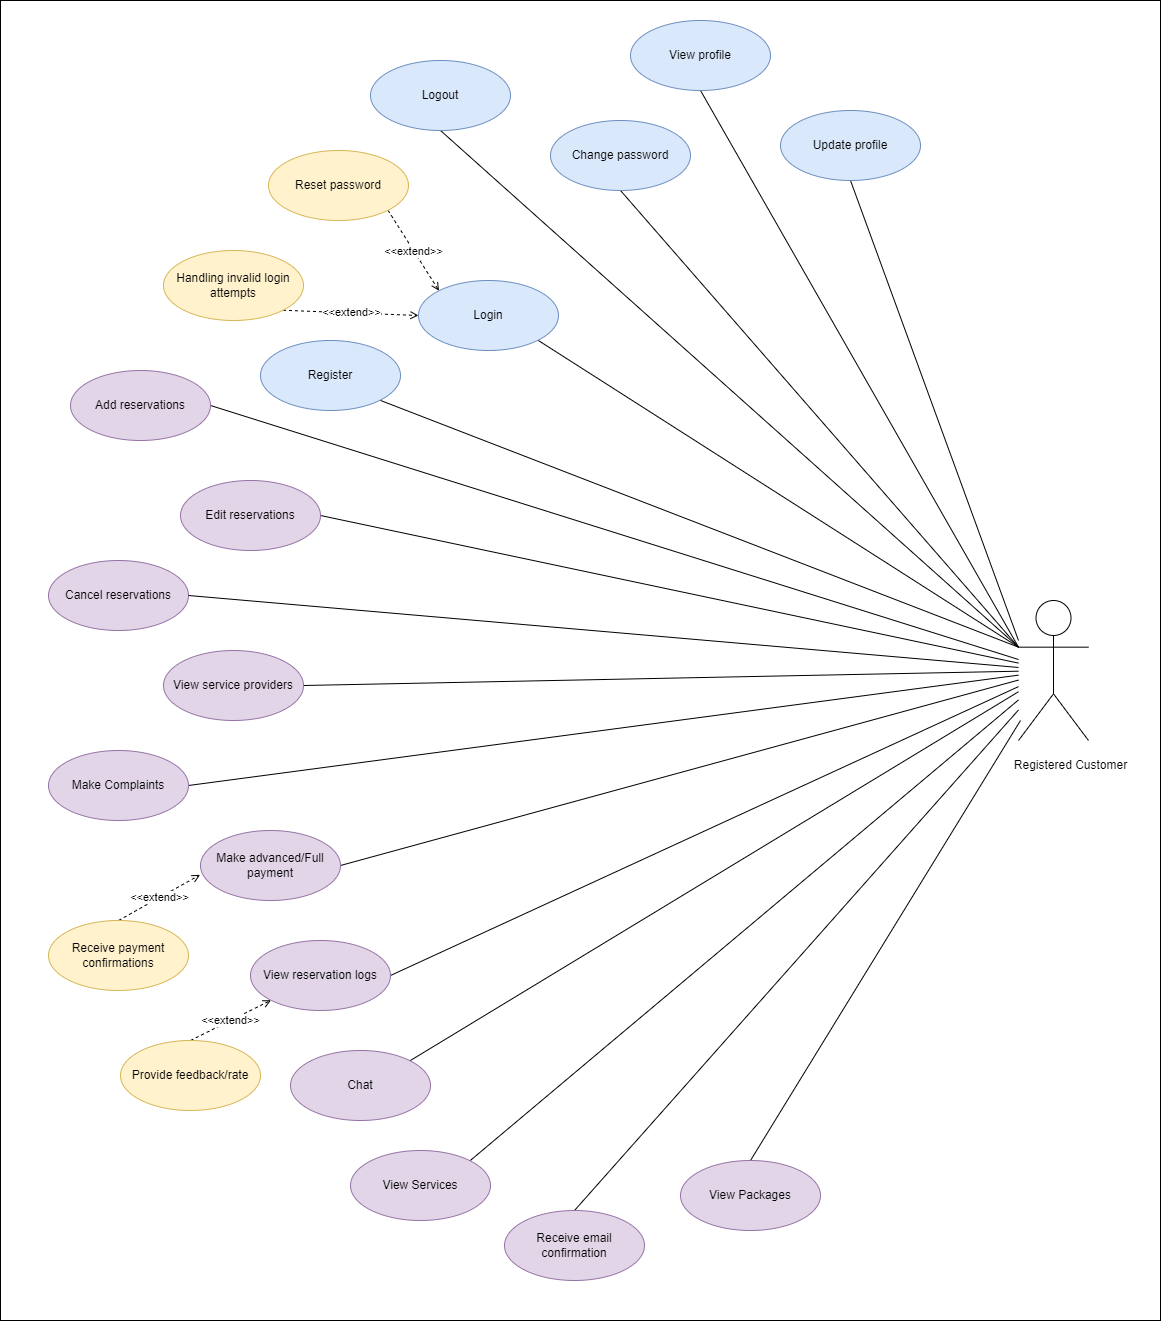 View profile
Logout
Update profile
Change password
Reset password
<<extend>>
Handling invalid login
attempts
<<extend>>
Login
Register
Add reservations
Edit reservations
Cancel reservations
View service providers
Registered Customer
Make Complaints
Make advanced/Full
payment
<<extend>>
Receive payment
confirmations
View reservation logs
<<extend>>
Provide feedback/rate
Chat
View Services
View Packages
Receive email
confirmation